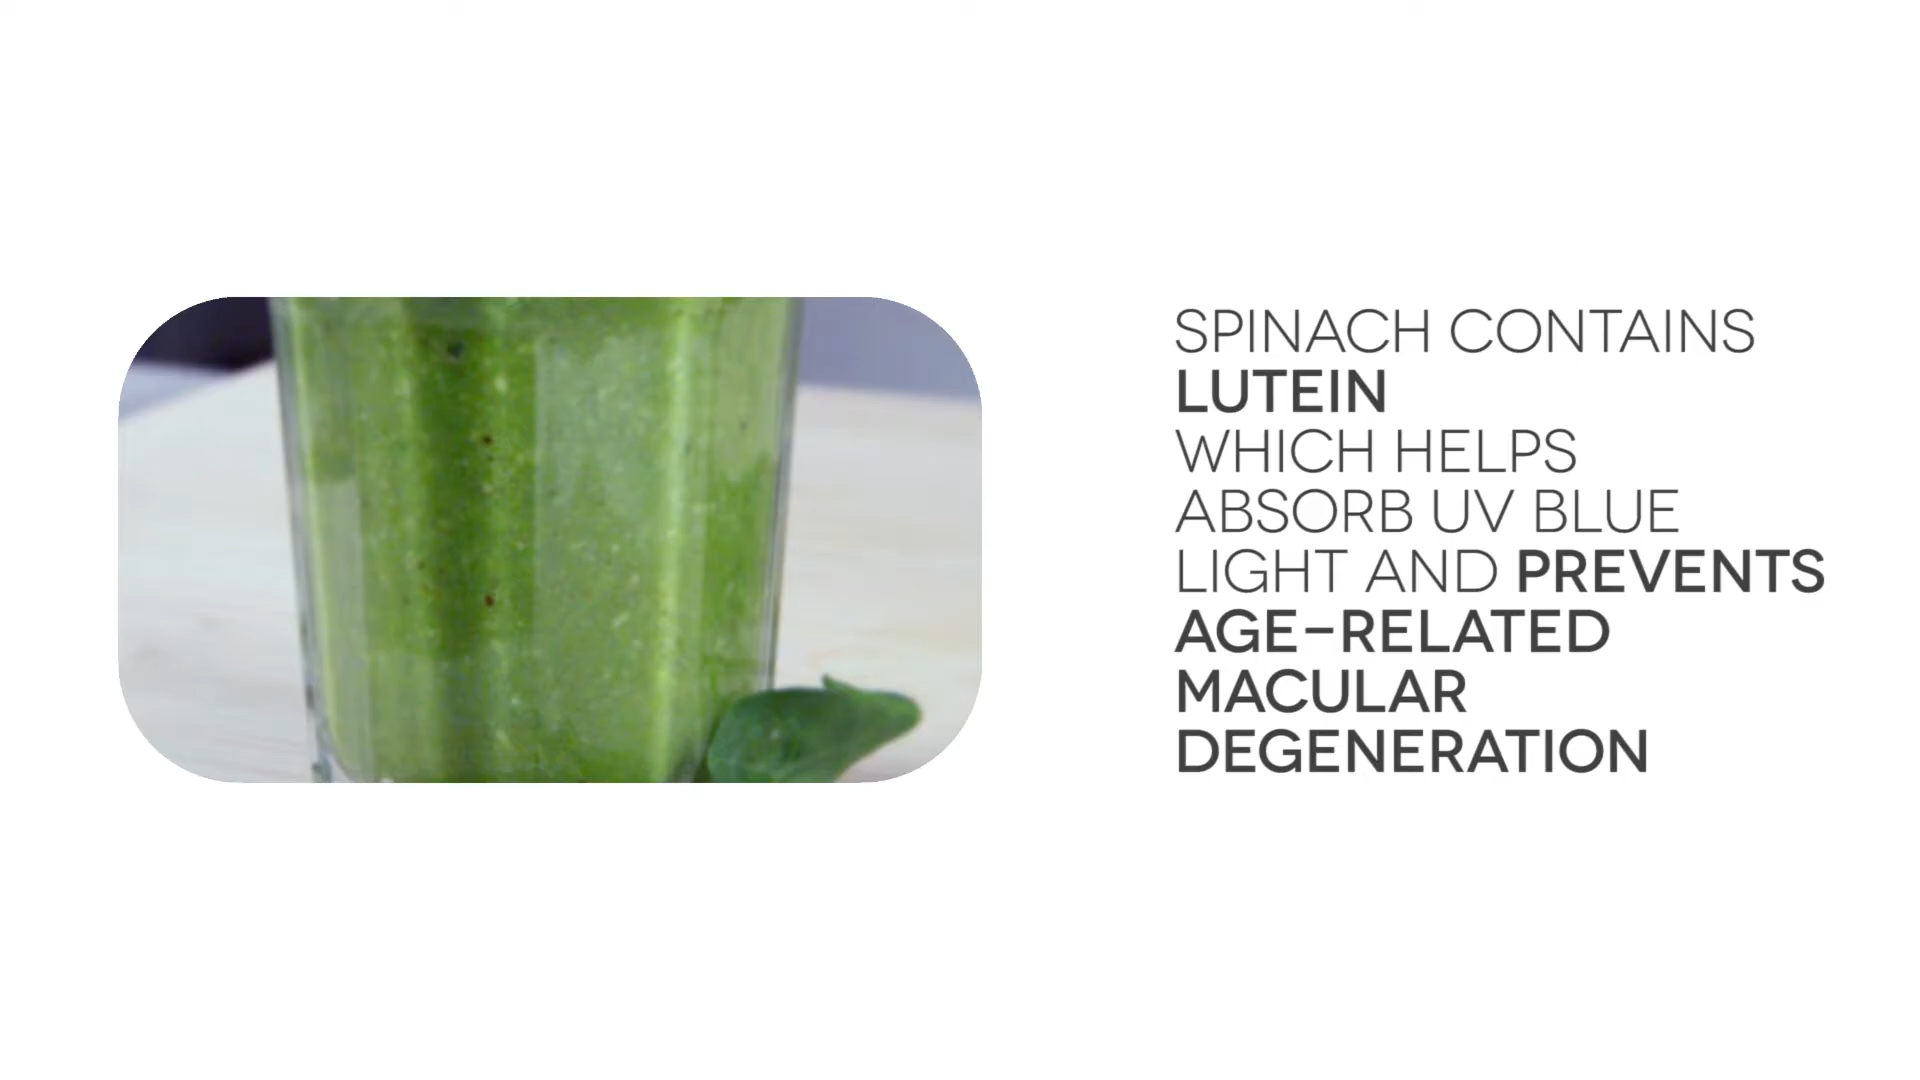 SPINACH CONTAINS
LUTEIN
WHICH HELPS
ABSORB UV BLUE
LIGHT AND PREVENTS
AGE-RELATED
MACULAR
DEGENERATION